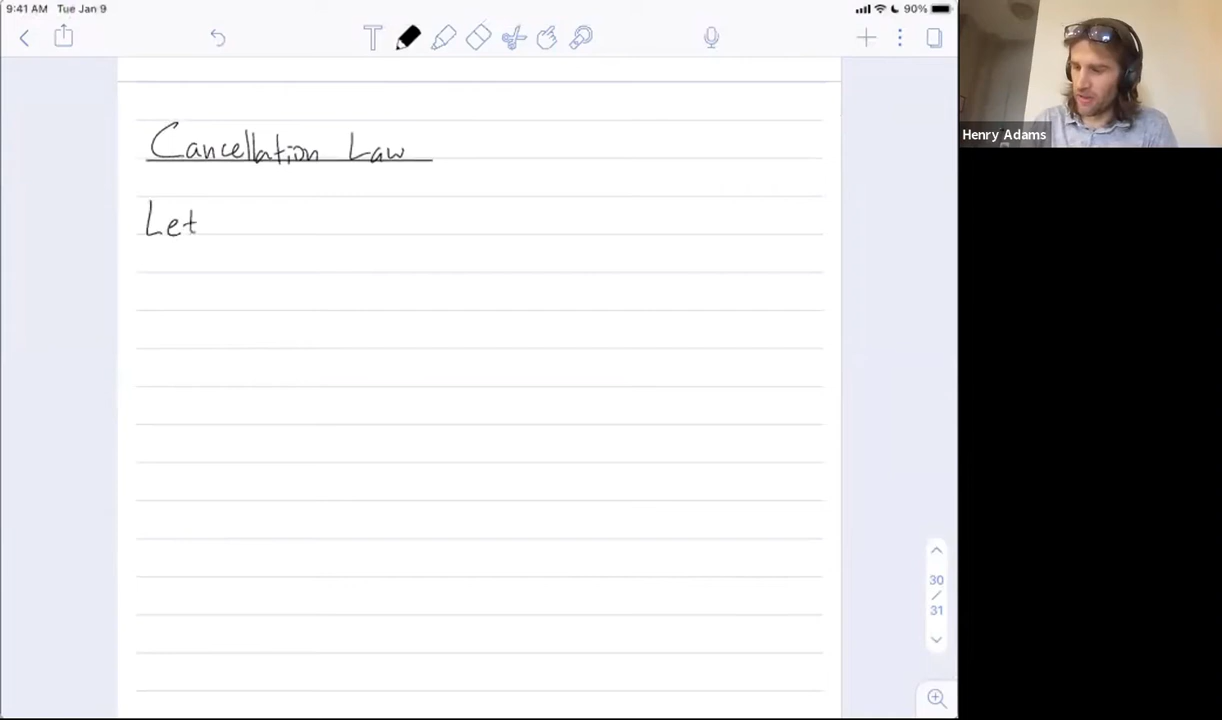 9:41 AM Tue Jan 9
90%
T
Cancellation Law
Let
Henry Adams
30
/
31